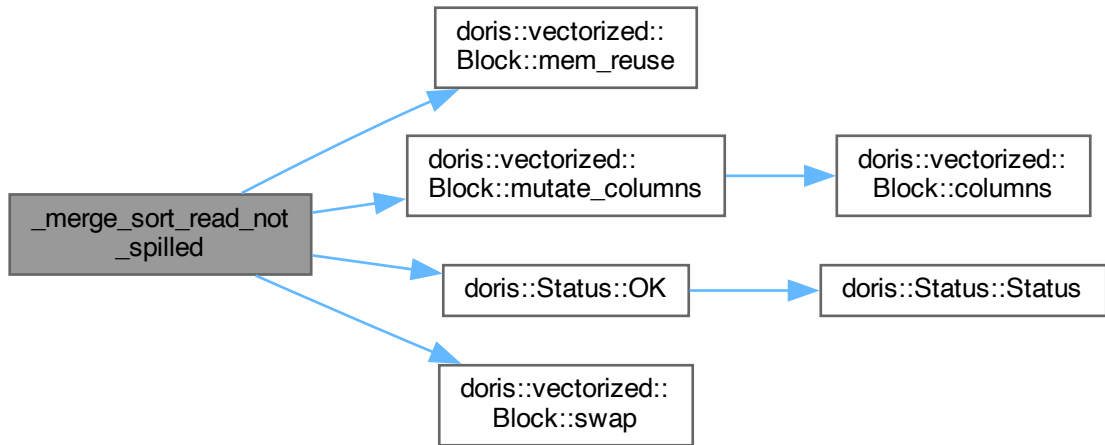 doris::vectorized::
Block::mem_reuse
doris::vectorized::
Block::mutate_columns
doris::vectorized::
Block::columns
_merge_sort_read_not
_spilled
doris::Status::OK
doris::Status::Status
doris::vectorized::
Block::swap